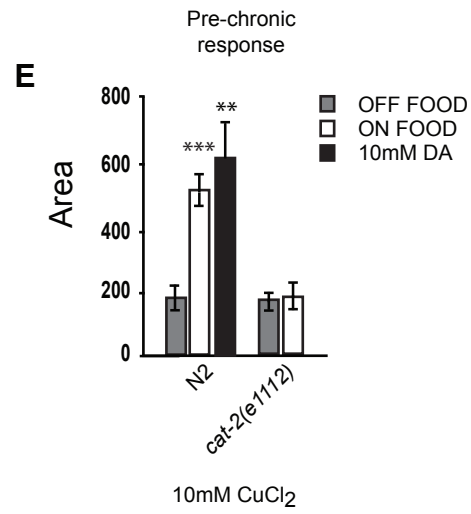 Pre-chronic
response
E
800
600
400
200
0
Area
***
**
OFF FOOD
ON FOOD
10mM DA
N2
cat-2(e1112)
10mM CuCl₂